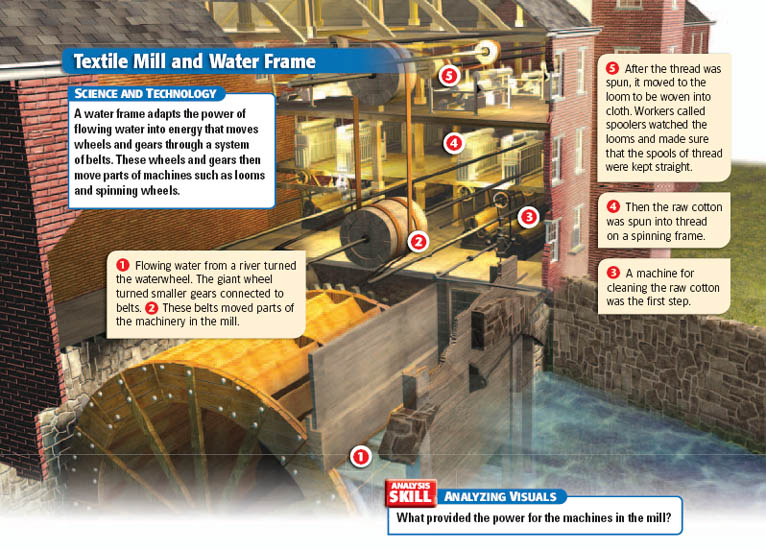 Textile Mill and Water Frame
SCIENCE AND TECHNOLOGY
A water frame adapts the power of
flowing water into energy that moves
wheels and gears through a system
of belts. These wheels and gears then
move parts of machines such as looms
and spinning wheels.
1 Flowing water from a river turned
the waterwheel. The giant wheel
turned smaller gears connected to
belts. 2 These belts moved parts of
the machinery in the mill.
5
4
3
2
1
5 After the thread was
spun, it moved to the
loom to be woven into
cloth. Workers called
spoolers watched the
looms and made sure
that the spools of thread
were kept straight.
4 Then the raw cotton
was spun into thread
on a spinning frame.
3 A machine for
cleaning the raw cotton
was the first step.
ANALYSIS
SKILL ANALYZING VISUALS
What provided the power for the machines in the mill?